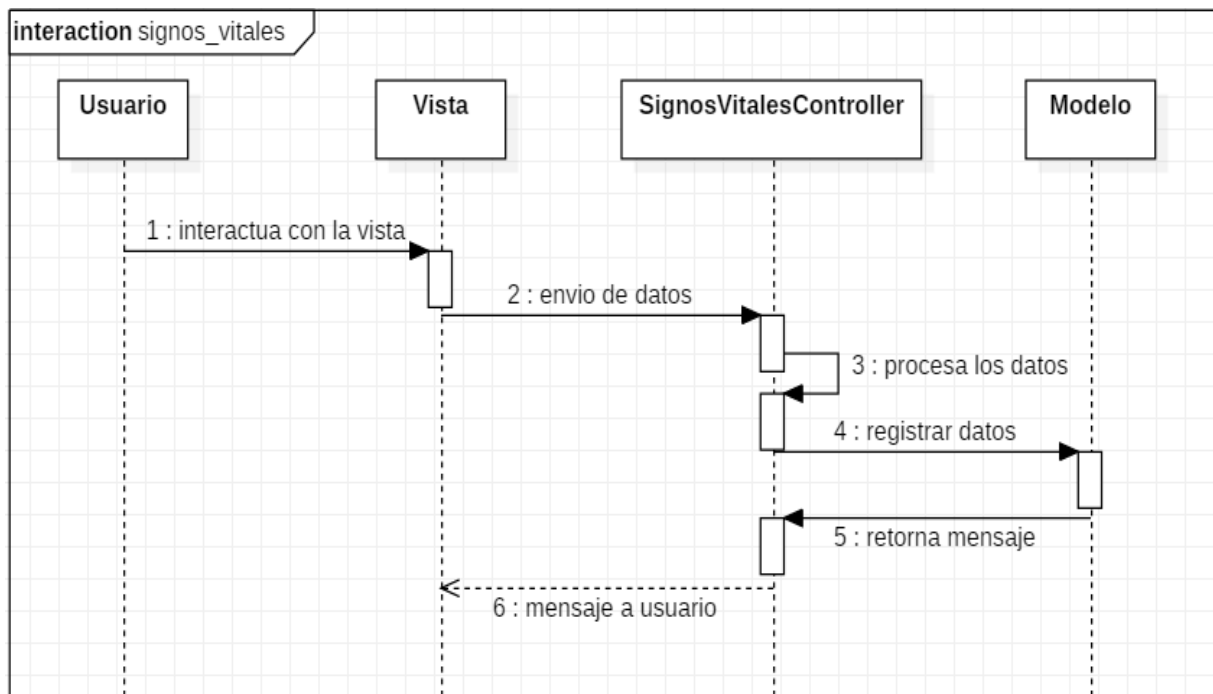 interaction signos_vitales
Usuario
Vista
SignosVitalesController
Modelo
1 : interactua con la vista
2 : envio de datos
3 : procesa los datos
4 : registrar datos
5 : retorna mensaje
6 : mensaje a usuario